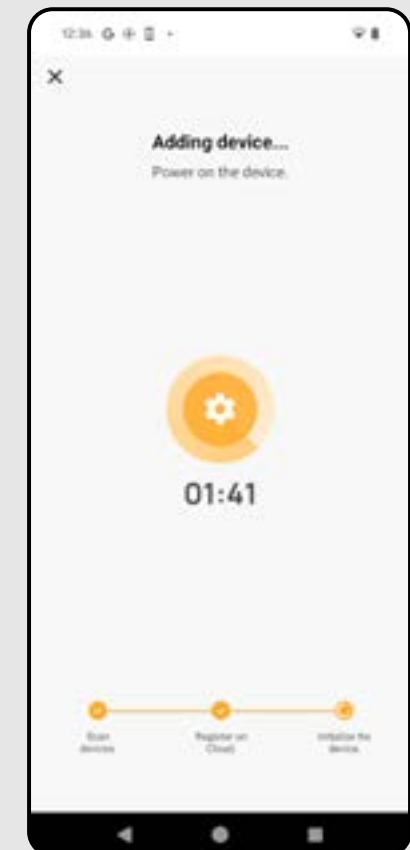 12:36
Adding device...
Power on the device.
01:41
Scan
devices
Register on
Cloud
Initialize the
device.